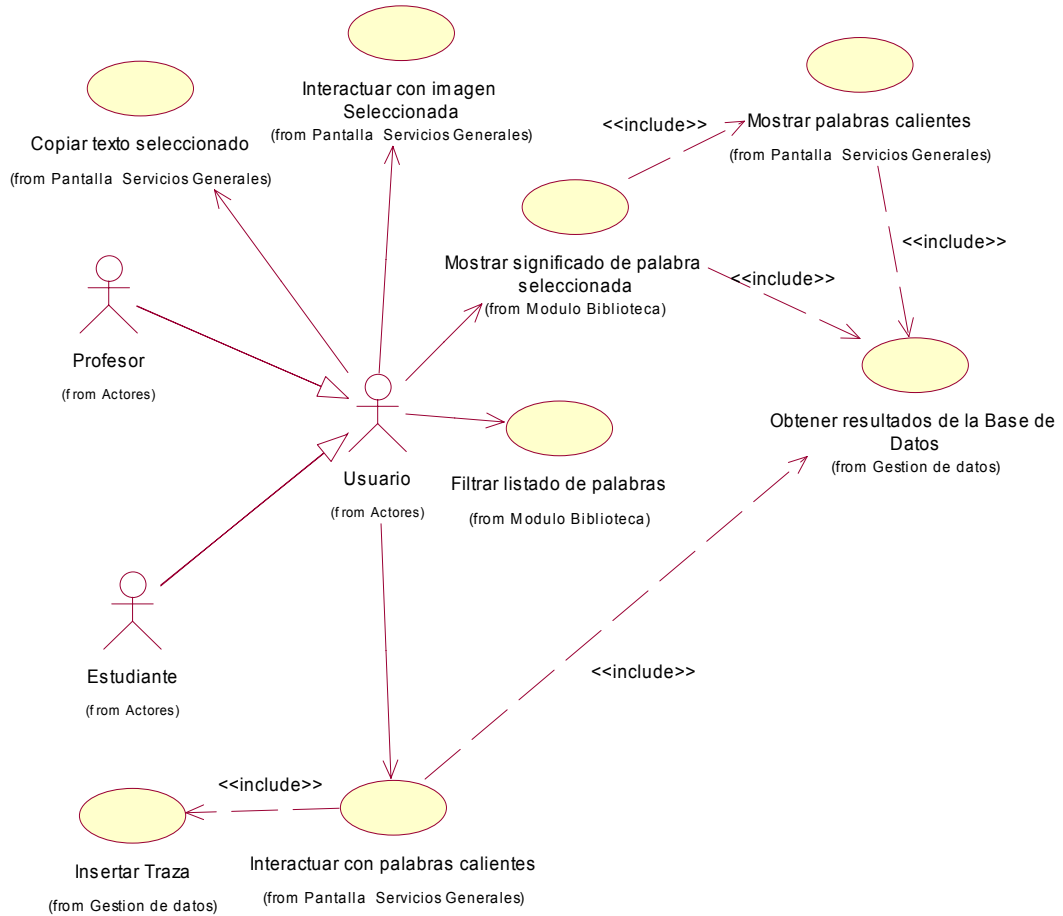 Interactuar con imagen
Seleccionada
(from Pantalla Servicios Generales)
Copiar texto seleccionado
(from Pantalla Servicios Generales)
<<include>>
Mostrar palabras calientes
(from Pantalla Servicios Generales)
<<include>>
Mostrar significado de palabra
seleccionada
(from Modulo Biblioteca)
<<include>>
Profesor
(from Actores)
Obtener resultados de la Base de
Datos
(from Gestion de datos)
Usuario
(from Actores)
Filtrar listado de palabras
(from Modulo Biblioteca)
Estudiante
(from Actores)
<<include>>
<<include>>
Insertar Traza
(from Gestion de datos)
Interactuar con palabras calientes
(from Pantalla Servicios Generales)